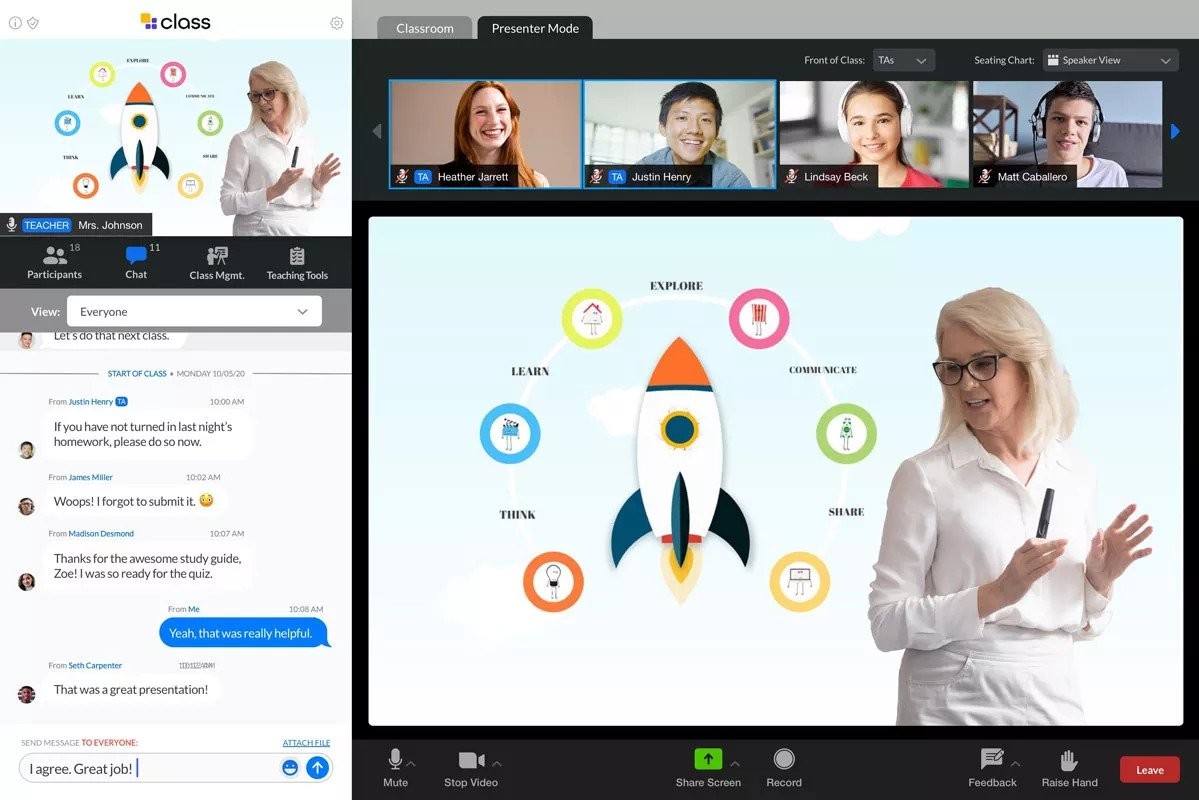 class
EXPLORE
LEARN
COMMUNICATE
THINK
SHARE
TEACHER Mrs. Johnson
Participants 18
Chat 11
Class Mgmt.
Teaching Tools
View: Everyone
Let's do that next class.
START OF CLASS • MONDAY 10/05/20
From Justin Henry TA 10:00 AM
If you have not turned in last night's
homework, please do so now.
From James Miller 10:02 AM
Woops! I forgot to submit it. 😳
From Madison Desmond 10:07 AM
Thanks for the awesome study guide,
Zoe! I was so ready for the quiz.
From Me 10:08 AM
Yeah, that was really helpful.
From Seth Carpenter
That was a great presentation!
SEND MESSAGE TO EVERYONE: ATTACH FILE
I agree. Great job!
Classroom
Presenter Mode
Front of Class: TAs
Seating Chart: Speaker View
TA Heather Jarrett
TA Justin Henry
Lindsay Beck
Matt Caballero
EXPLORE
LEARN
COMMUNICATE
THINK
SHARE
Mute
Stop Video
Share Screen
Record
Feedback
Raise Hand
Leave